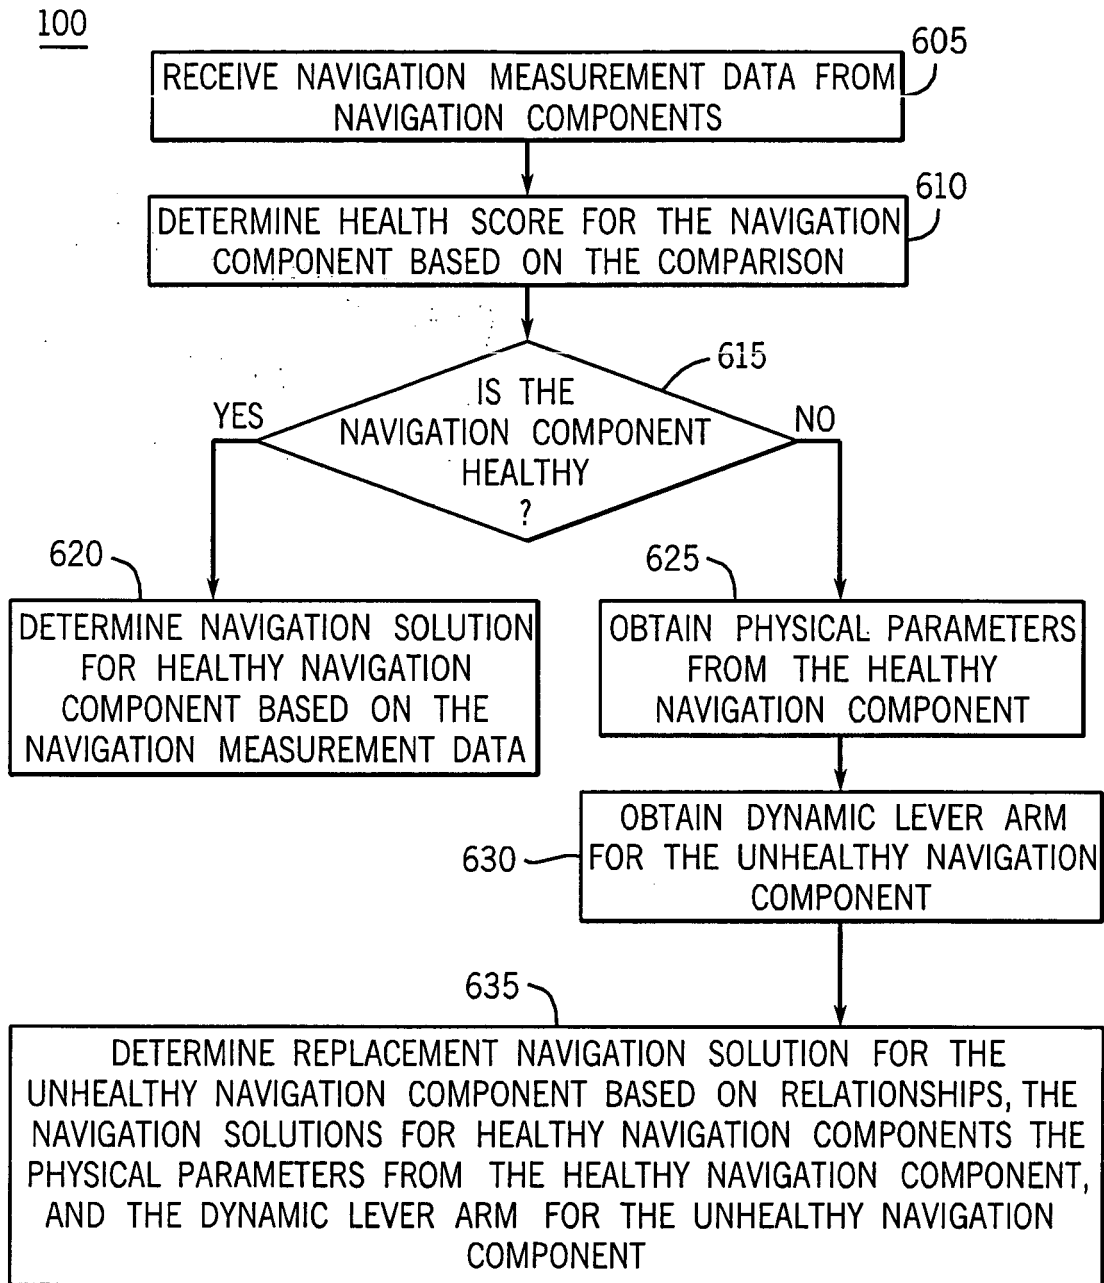 100
605
RECEIVE NAVIGATION MEASUREMENT DATA FROM
NAVIGATION COMPONENTS
610
DETERMINE HEALTH SCORE FOR THE NAVIGATION
COMPONENT BASED ON THE COMPARISON
615
IS THE
NAVIGATION COMPONENT
HEALTHY
?
YES
NO
620
DETERMINE NAVIGATION SOLUTION
FOR HEALTHY NAVIGATION
COMPONENT BASED ON THE
NAVIGATION MEASUREMENT DATA
625
OBTAIN PHYSICAL PARAMETERS
FROM THE HEALTHY
NAVIGATION COMPONENT
630
OBTAIN DYNAMIC LEVER ARM
FOR THE UNHEALTHY NAVIGATION
COMPONENT
635
DETERMINE REPLACEMENT NAVIGATION SOLUTION FOR THE
UNHEALTHY NAVIGATION COMPONENT BASED ON RELATIONSHIPS, THE
NAVIGATION SOLUTIONS FOR HEALTHY NAVIGATION COMPONENTS THE
PHYSICAL PARAMETERS FROM THE HEALTHY NAVIGATION COMPONENT,
AND THE DYNAMIC LEVER ARM FOR THE UNHEALTHY NAVIGATION
COMPONENT